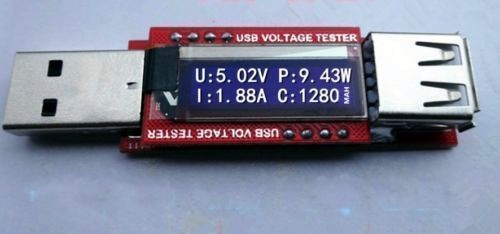 USB VOLTAGE TESTER
U:5.02V P:9.43W
I:1.88A C:1280 MAH
USB VOLTAGE TESTER